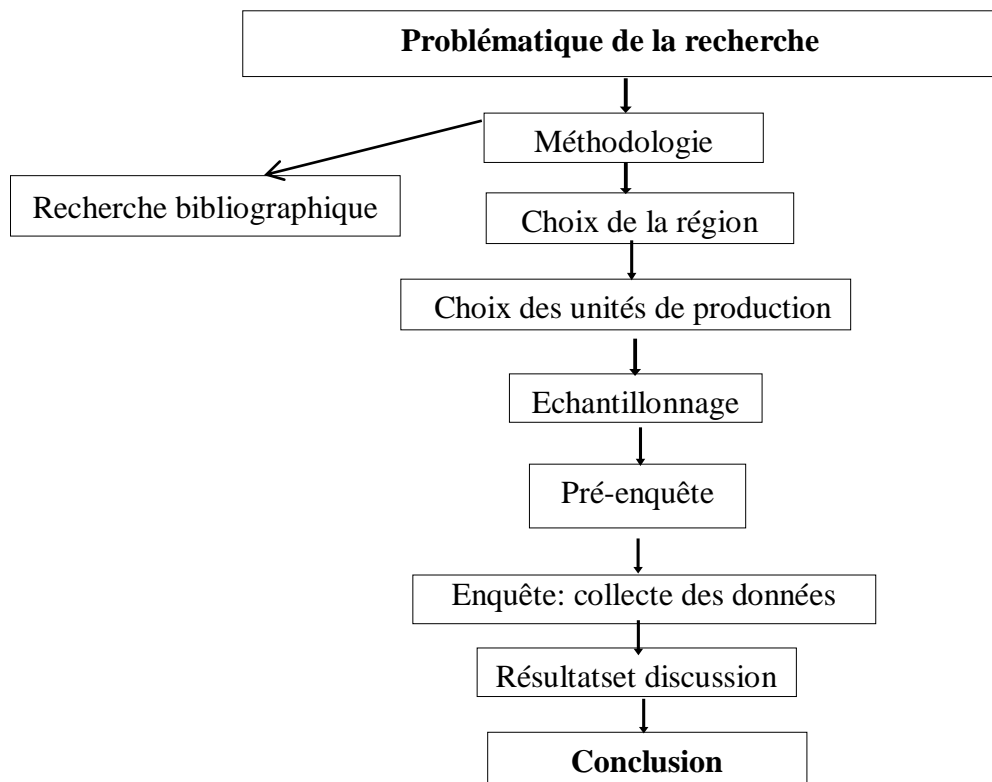 Problématique de la recherche
Méthodologie
Recherche bibliographique
Choix de la région
Choix des unités de production
Echantillonnage
Pré-enquête
Enquête: collecte des données
Résultatset discussion
Conclusion